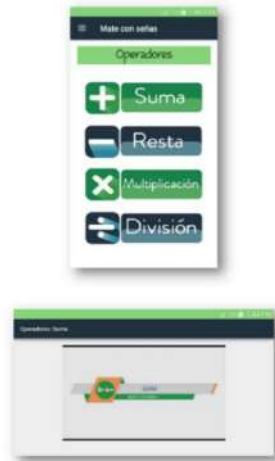 Mate con señas
Operadores
Suma
Resta
Multiplicación
División
Operadores: Suma